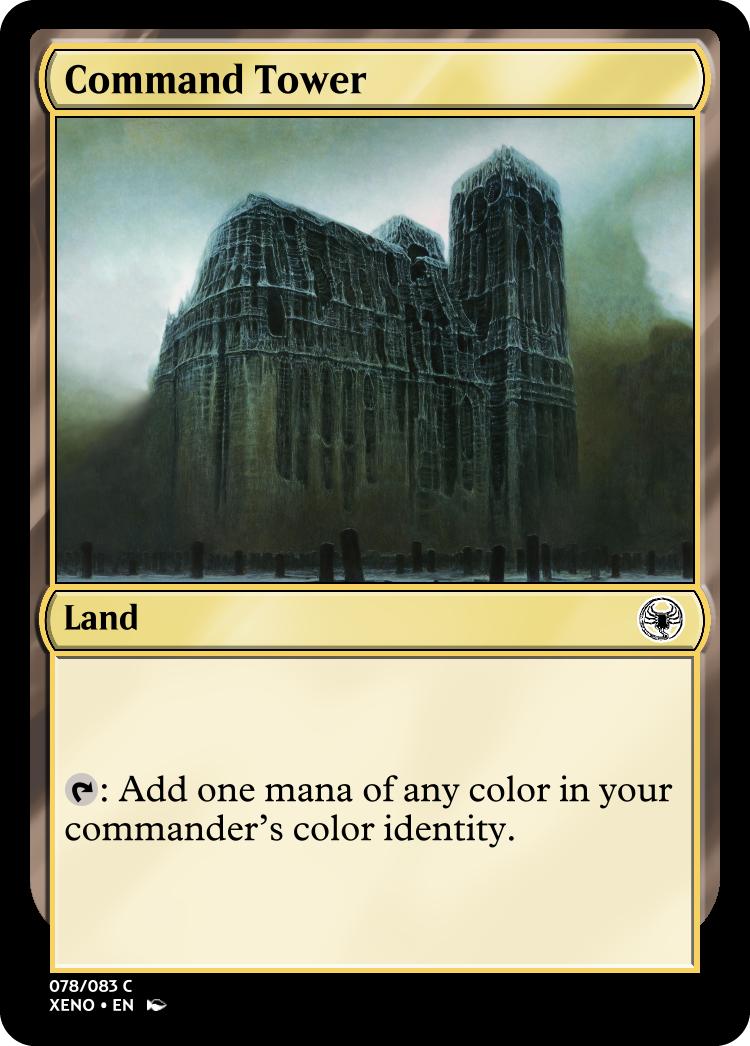 Command Tower
Land
: Add one mana of any color in your
commander's color identity.
078/083 C
XENO • EN